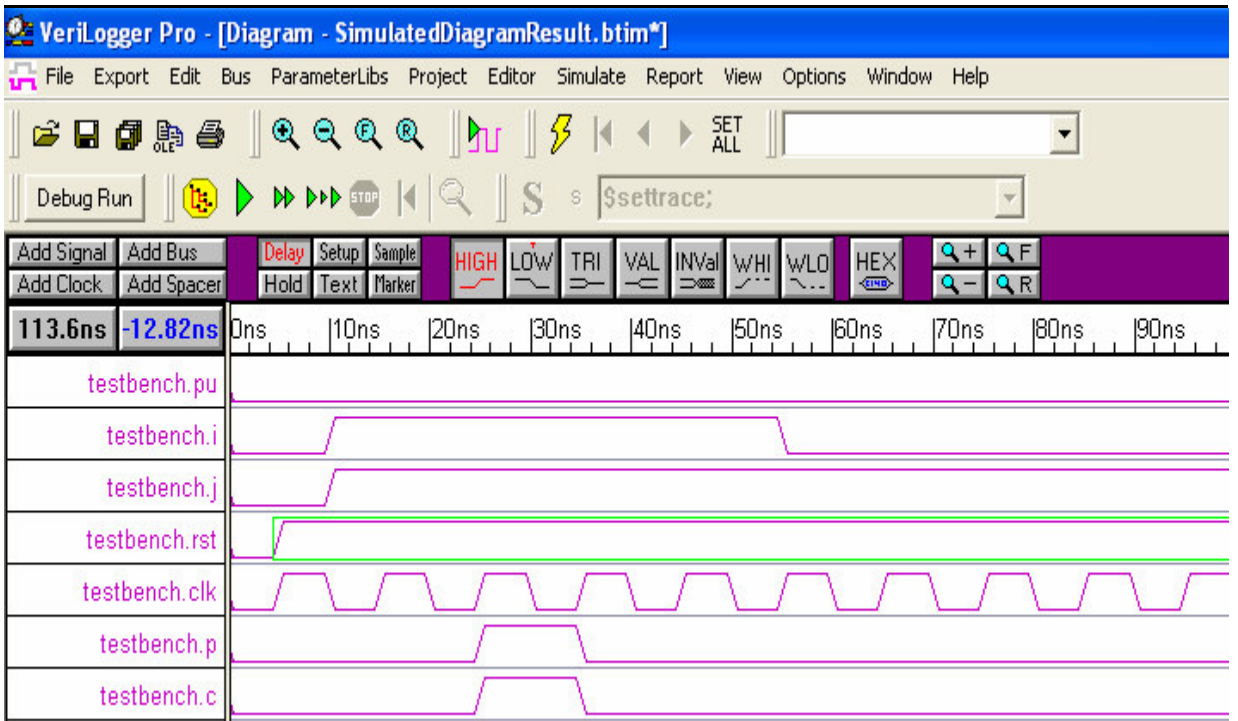 VeriLogger Pro - [Diagram - SimulatedDiagramResult.btim*]
File Export Edit Bus ParameterLibs Project Editor Simulate Report View Options Window Help
OLE F R SET ALL
Debug Run STOP S s $settrace;
Add Signal Add Bus Delay Setup Sample HIGH LOW TRI VAL INVal WHI WLO HEX + F
Add Clock Add Spacer Hold Text Marker - R
113.6ns -12.82ns 0ns 10ns 20ns 30ns 40ns 50ns 60ns 70ns 80ns 90ns
testbench.pu
testbench.i
testbench.j
testbench.rst
testbench.clk
testbench.p
testbench.c